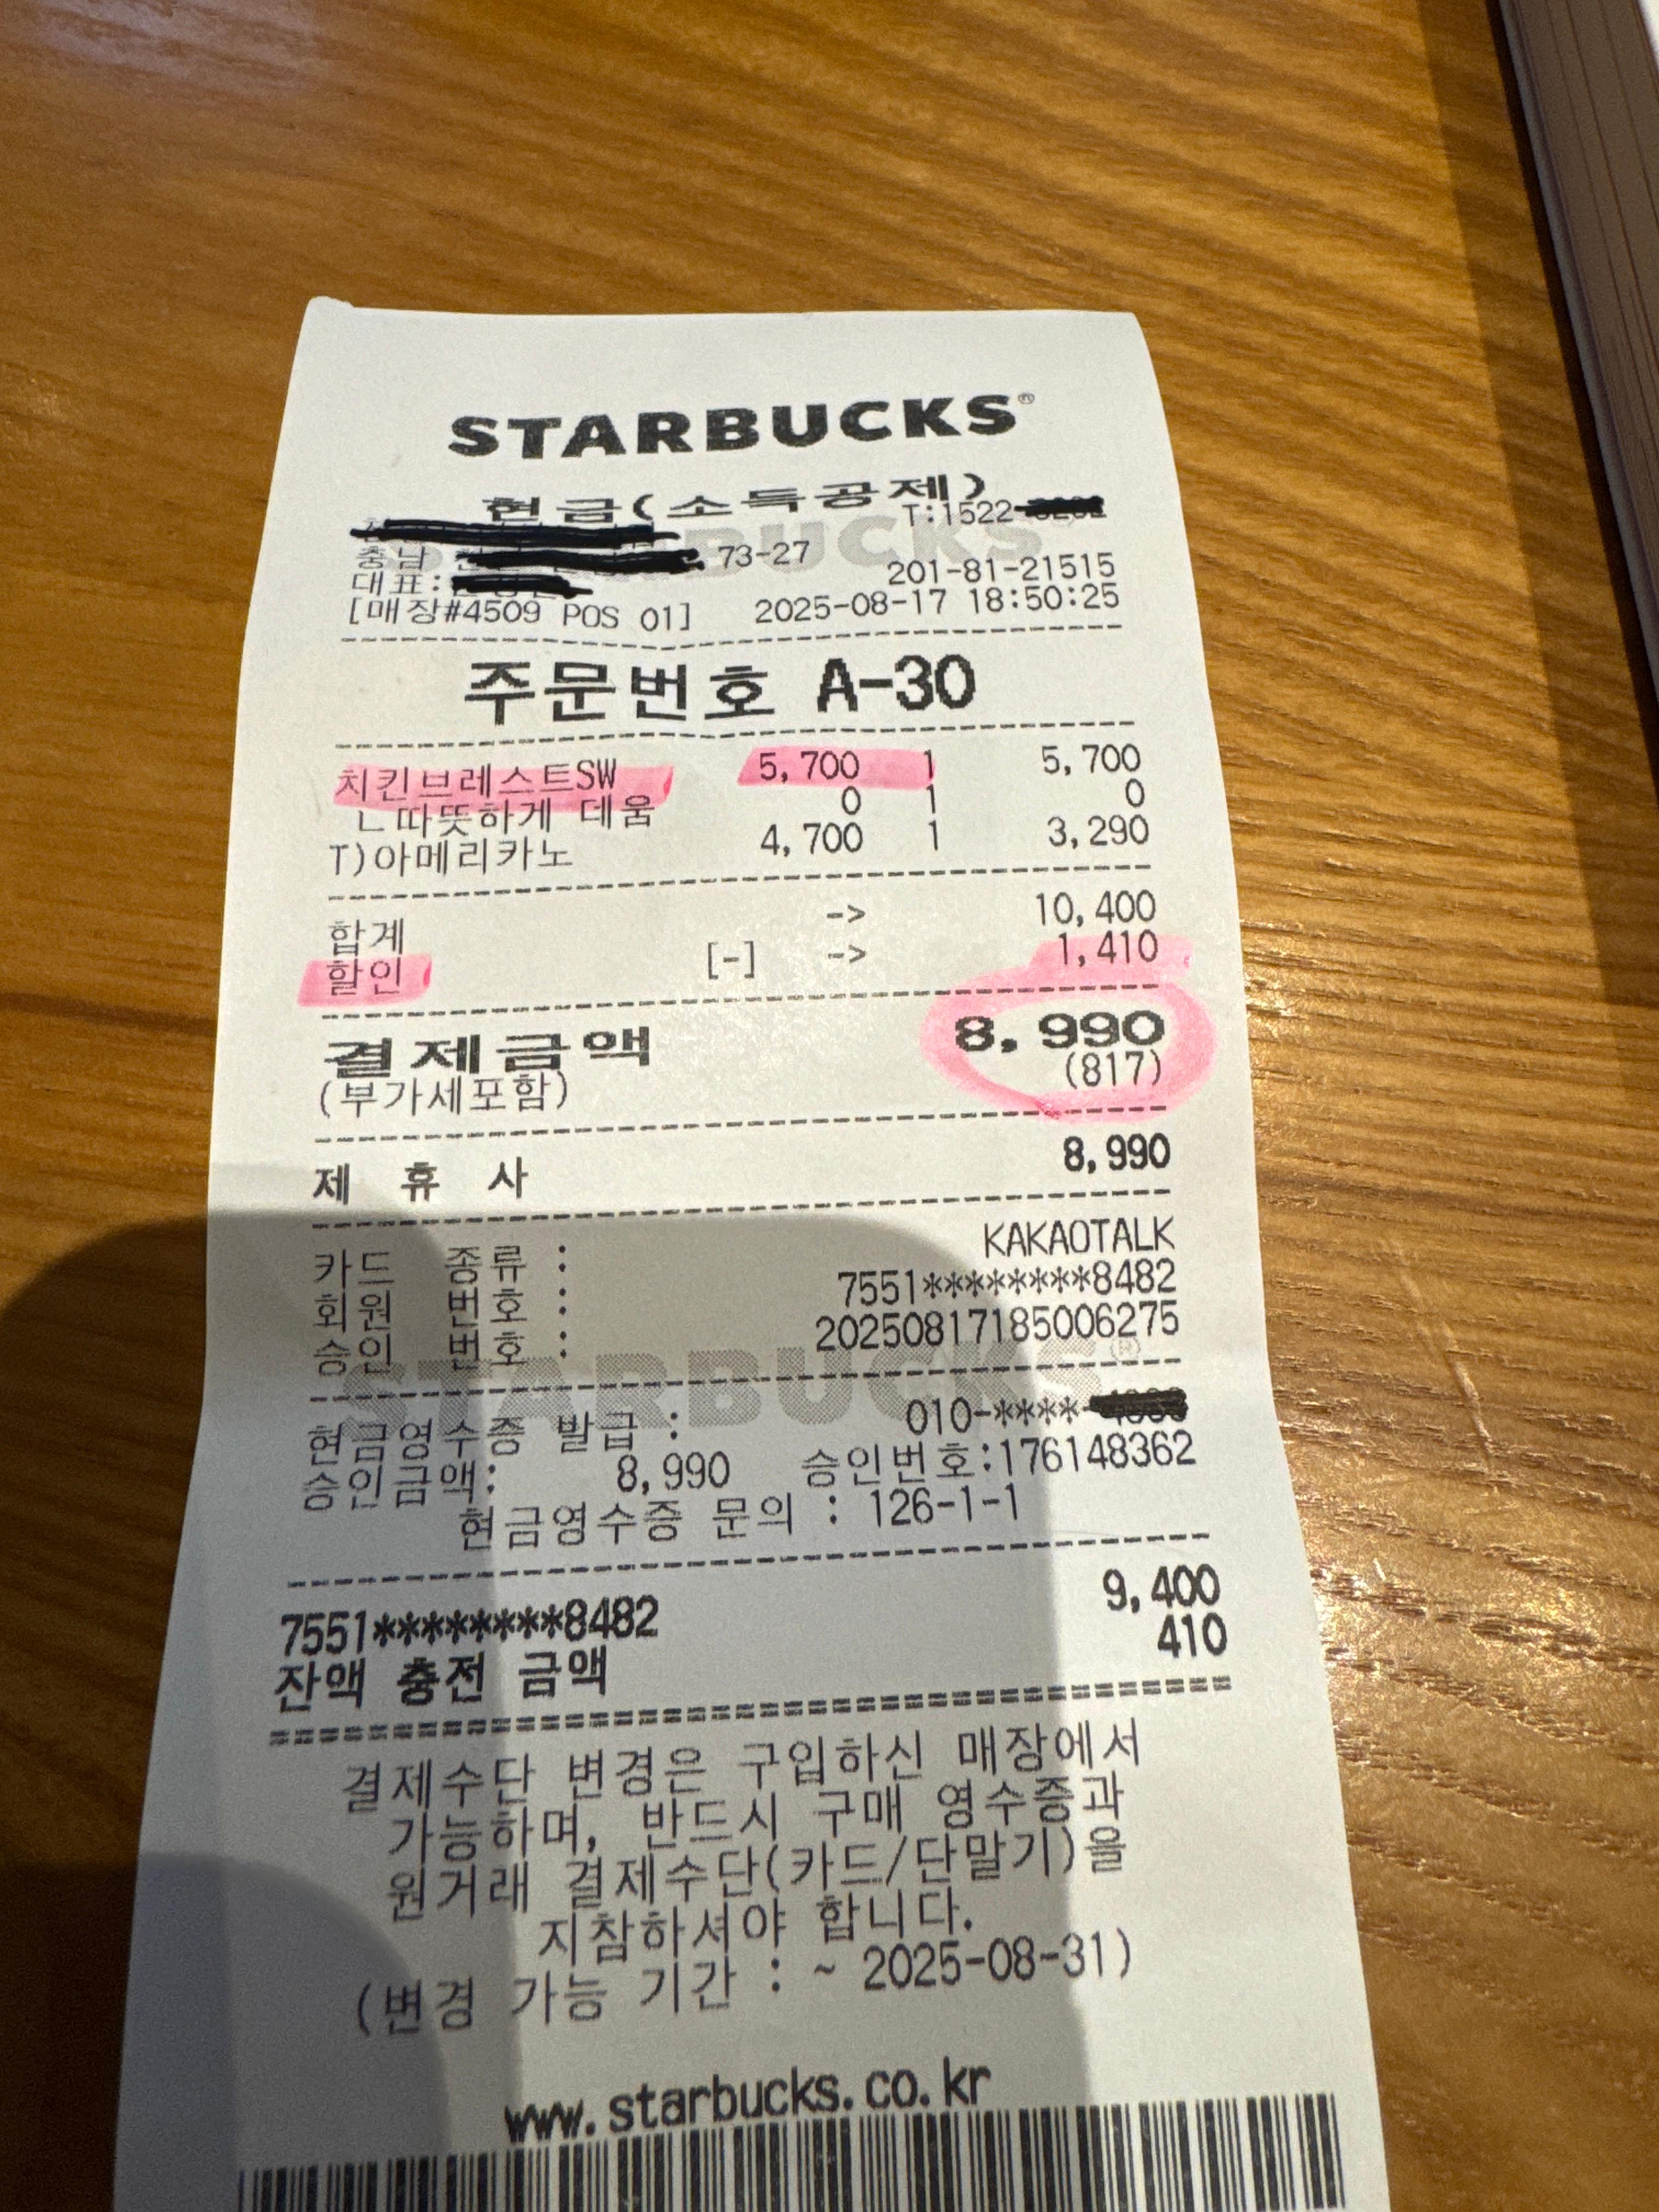 STARBUCKS®
현금(소득공제)
T:1522-
충남 73-27
대표: 201-81-21515
[매장#4509 POS 01] 2025-08-17 18:50:25
주문번호 A-30
치킨브레스트SW 5,700 1 5,700
ㄴ따뜻하게 데움 0 1 0
T)아메리카노 4,700 1 3,290
합계 -> 10,400
할인 [-] -> 1,410
결제금액 8,990
(부가세포함) (817)
제 휴 사 8,990
카드 종류 : KAKAOTALK
회원 번호 : 7551********8482
승인 번호 : 20250817185006275
STARBUCKS®
현금영수증 발급 : 010-****-
승인금액: 8,990 승인번호:176148362
현금영수증 문의 : 126-1-1
7551********8482 9,400
잔액 충전 금액 410
결제수단 변경은 구입하신 매장에서
가능하며, 반드시 구매 영수증과
원거래 결제수단(카드/단말기)을
지참하셔야 합니다.
(변경 가능 기간 : ~ 2025-08-31)
www.starbucks.co.kr